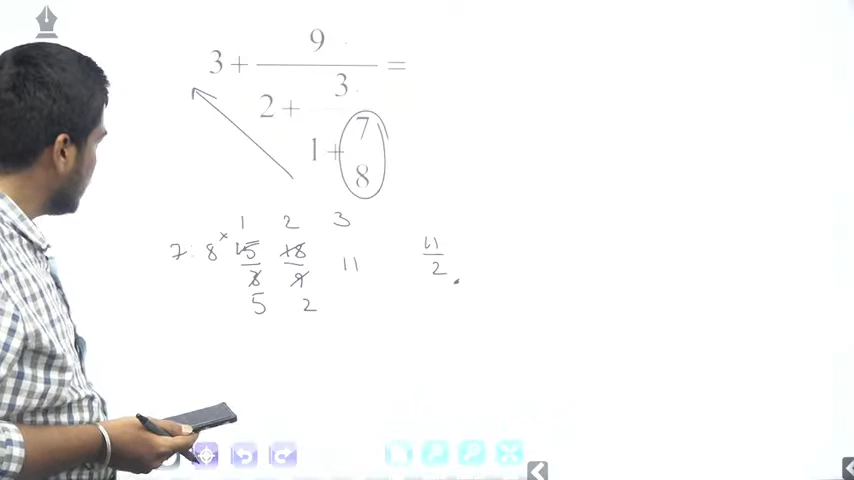 9
3 + ——— =
3
2 +
7
1 +
8
1 2 3
7 : 8 × 15 18 11 11
3 9 2
5 2